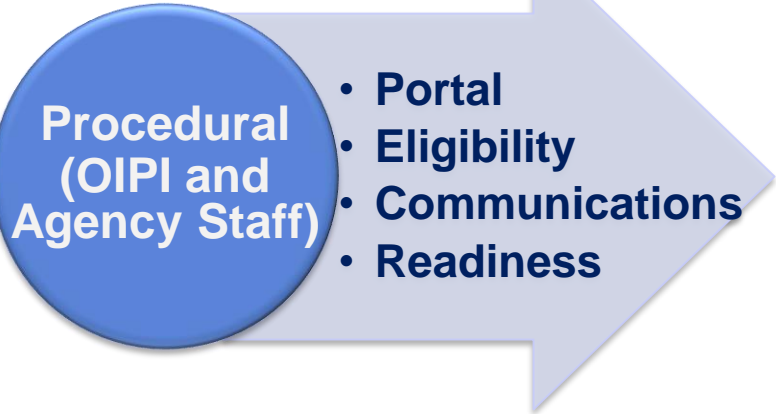 Procedural
(OIPI and
Agency Staff)
• Portal
• Eligibility
• Communications
• Readiness